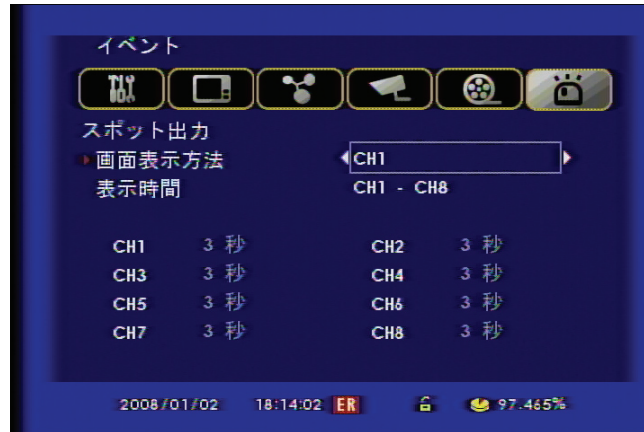 イベント
スポット出力
画面表示方法 CH1
表示時間 CH1 - CH8
CH1 3 秒 CH2 3 秒
CH3 3 秒 CH4 3 秒
CH5 3 秒 CH6 3 秒
CH7 3 秒 CH8 3 秒
2008/01/02 18:14:02 ER 97.465%